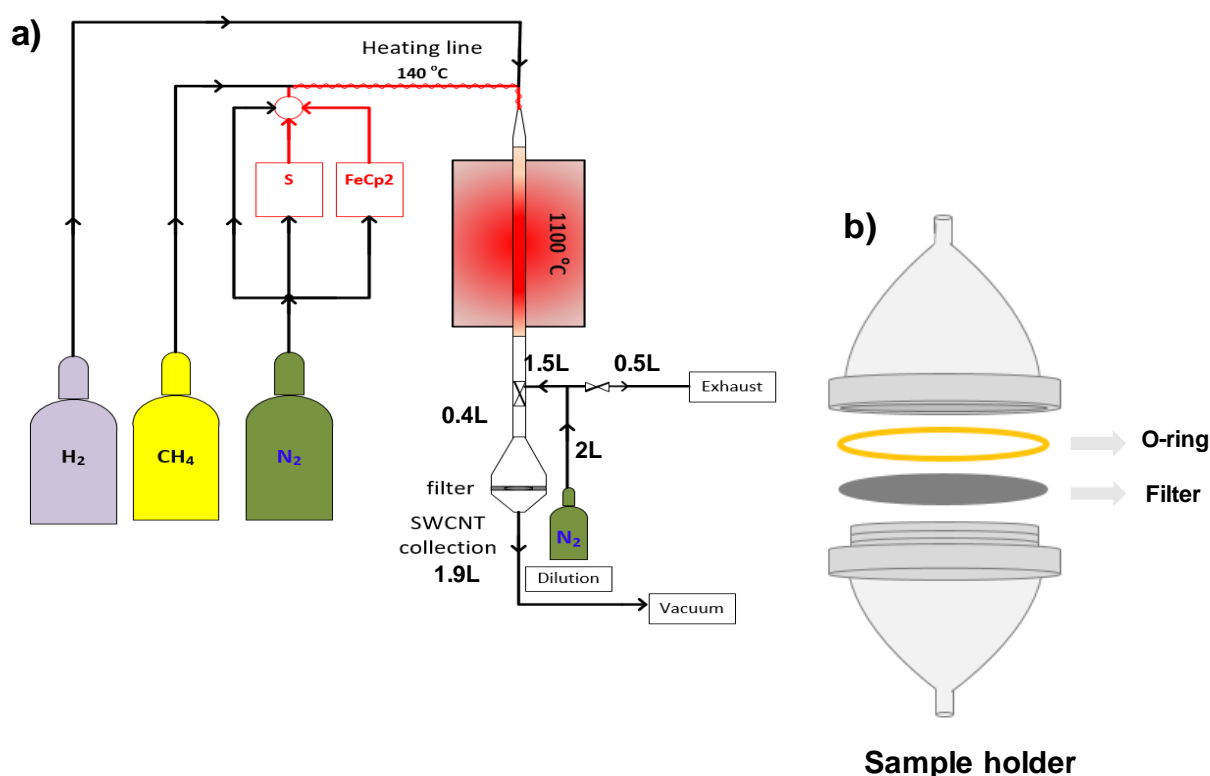 a)
Heating line
140 °C
S
FeCp2
1100 °C
b)
1.5L
0.5L
Exhaust
0.4L
H₂
CH₄
N₂
2L
O-ring
filter
Filter
N₂
SWCNT
collection
1.9L
Dilution
Vacuum
Sample holder